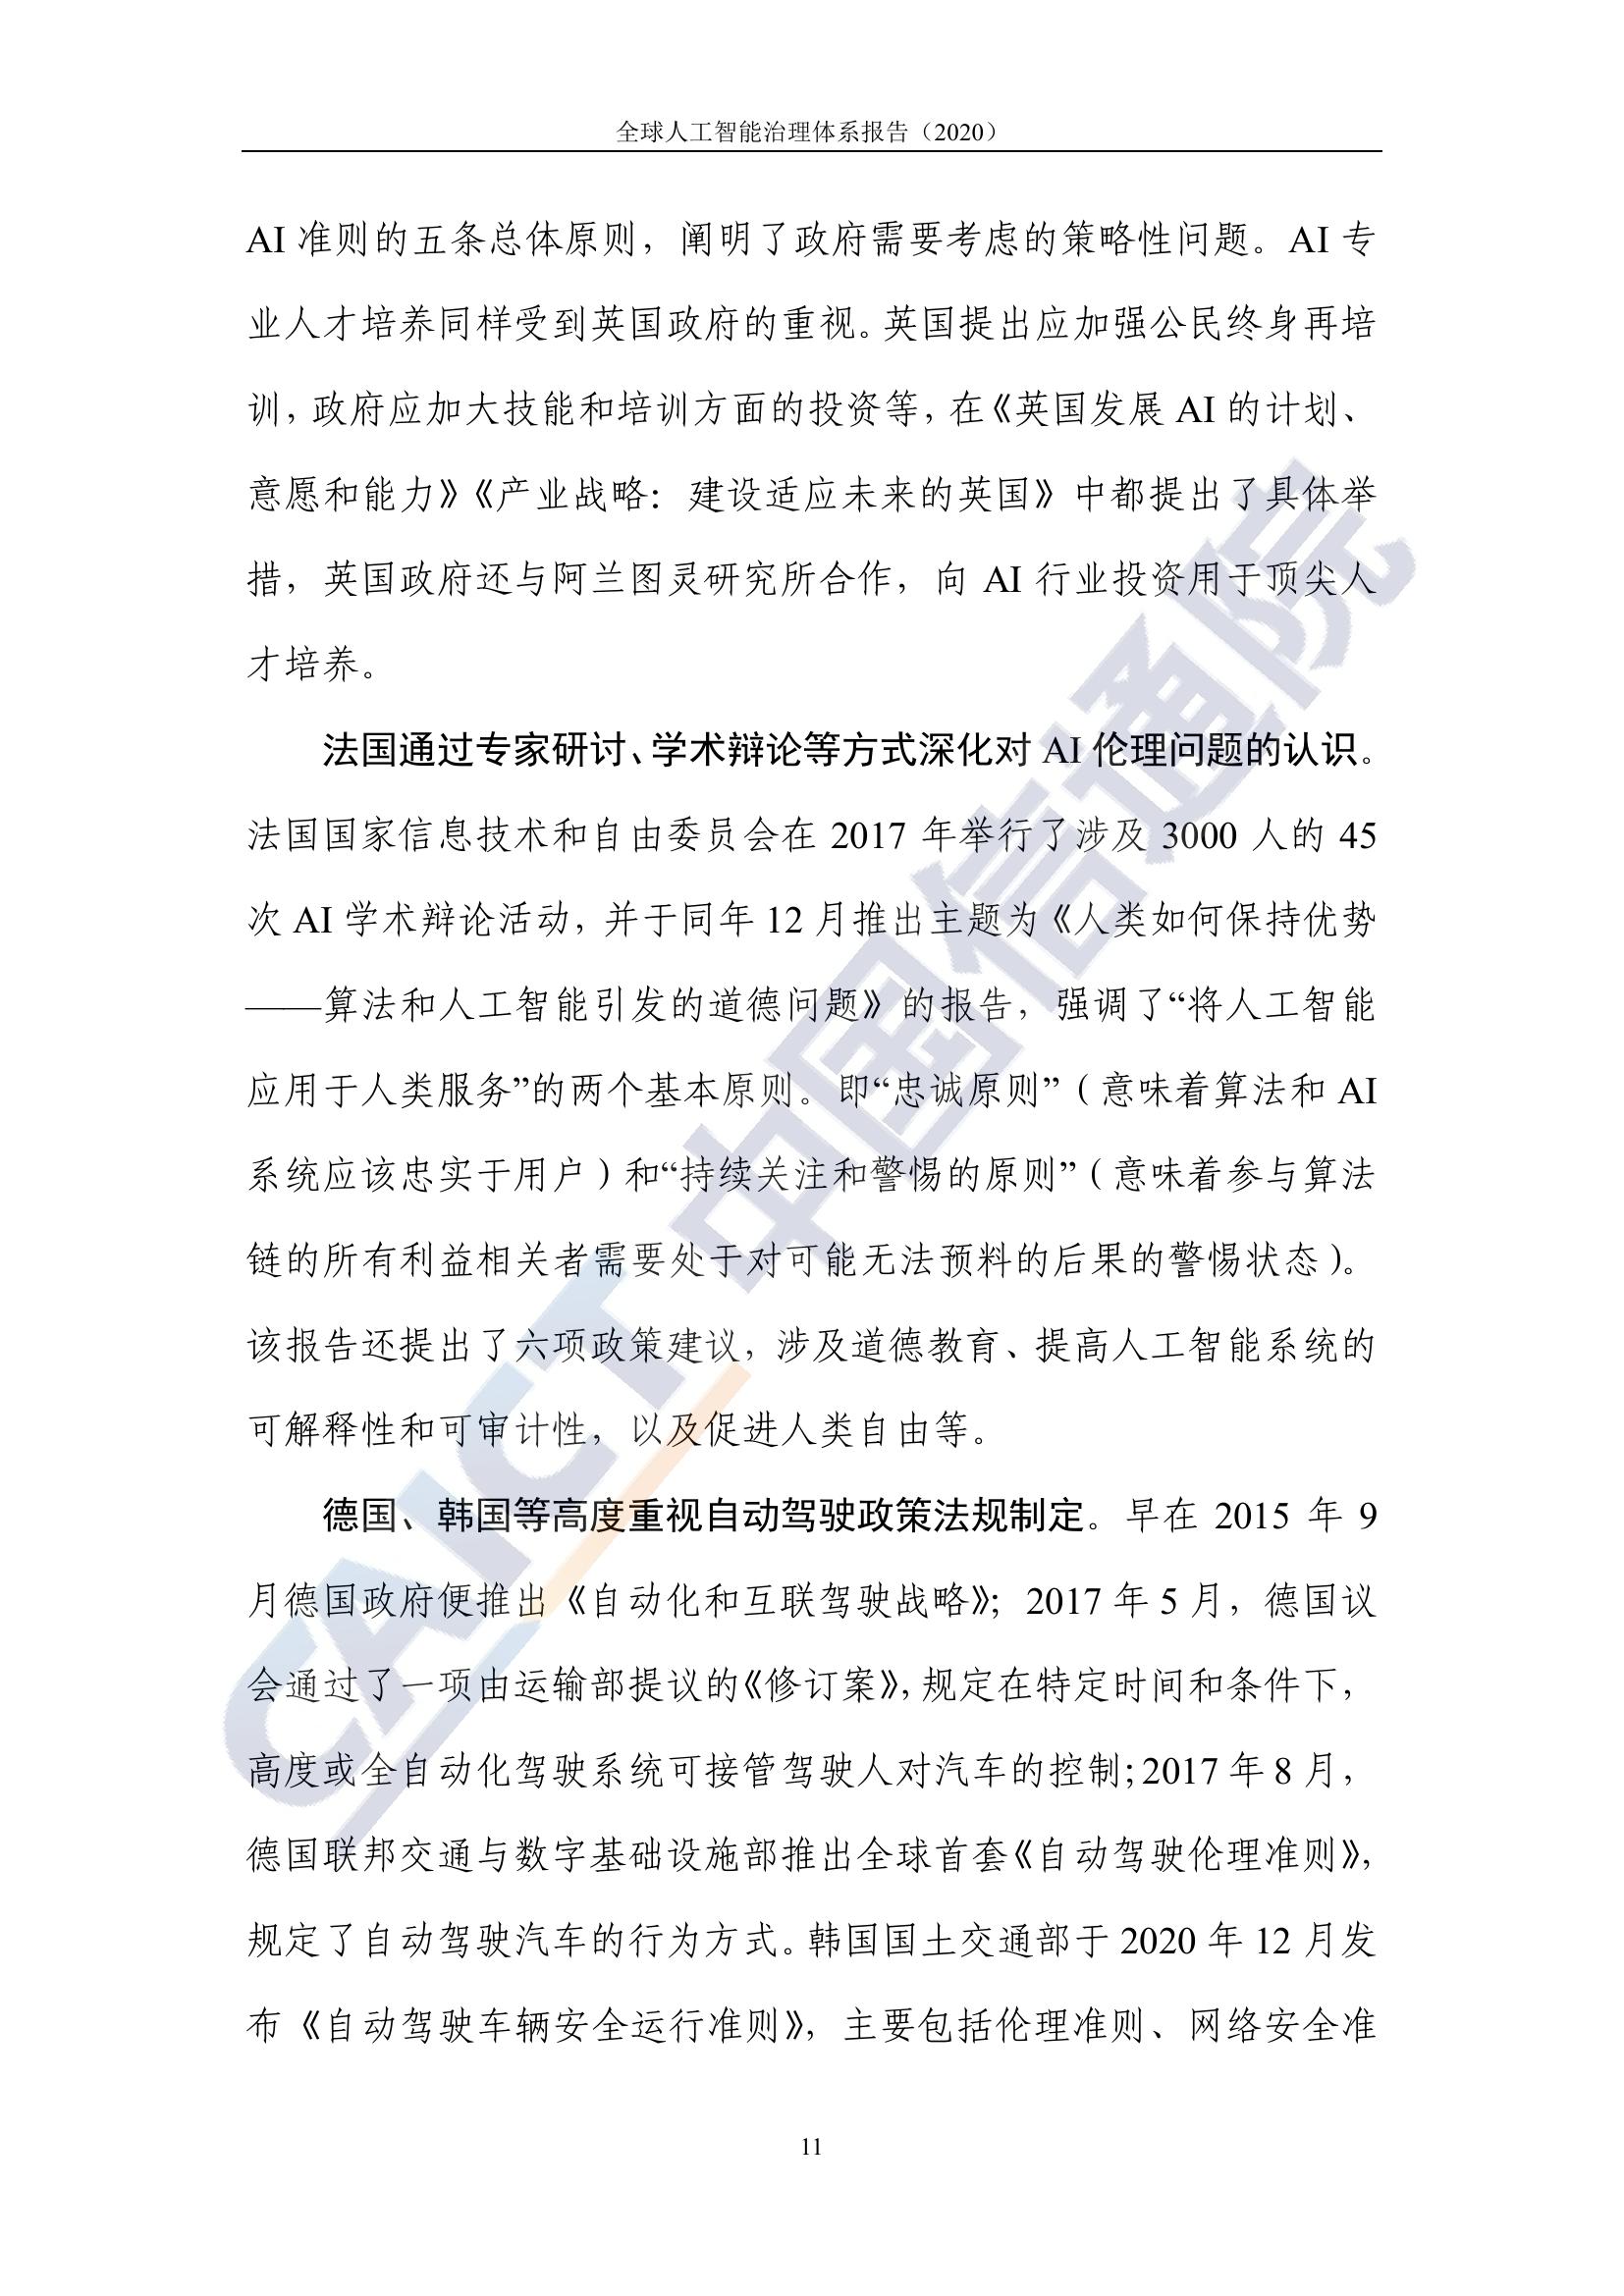 全球人工智能治理体系报告（2020）
AI 准则的五条总体原则，阐明了政府需要考虑的策略性问题。AI 专
业人才培养同样受到英国政府的重视。英国提出应加强公民终身再培
训，政府应加大技能和培训方面的投资等，在《英国发展 AI 的计划、
意愿和能力》《产业战略：建设适应未来的英国》中都提出了具体举
措，英国政府还与阿兰图灵研究所合作，向 AI 行业投资用于顶尖人
才培养。
法国通过专家研讨、学术辩论等方式深化对 AI 伦理问题的认识。
法国国家信息技术和自由委员会在 2017 年举行了涉及 3000 人的 45
次 AI 学术辩论活动，并于同年 12 月推出主题为《人类如何保持优势
——算法和人工智能引发的道德问题》的报告，强调了“将人工智能
应用于人类服务”的两个基本原则。即“忠诚原则”（意味着算法和 AI
系统应该忠实于用户）和“持续关注和警惕的原则”（意味着参与算法
链的所有利益相关者需要处于对可能无法预料的后果的警惕状态）。
该报告还提出了六项政策建议，涉及道德教育、提高人工智能系统的
可解释性和可审计性，以及促进人类自由等。
德国、韩国等高度重视自动驾驶政策法规制定。早在 2015 年 9
月德国政府便推出《自动化和互联驾驶战略》；2017 年 5 月，德国议
会通过了一项由运输部提议的《修订案》，规定在特定时间和条件下，
高度或全自动化驾驶系统可接管驾驶人对汽车的控制；2017 年 8 月，
德国联邦交通与数字基础设施部推出全球首套《自动驾驶伦理准则》，
规定了自动驾驶汽车的行为方式。韩国国土交通部于 2020 年 12 月发
布《自动驾驶车辆安全运行准则》，主要包括伦理准则、网络安全准
11
CAICT 中国信通院